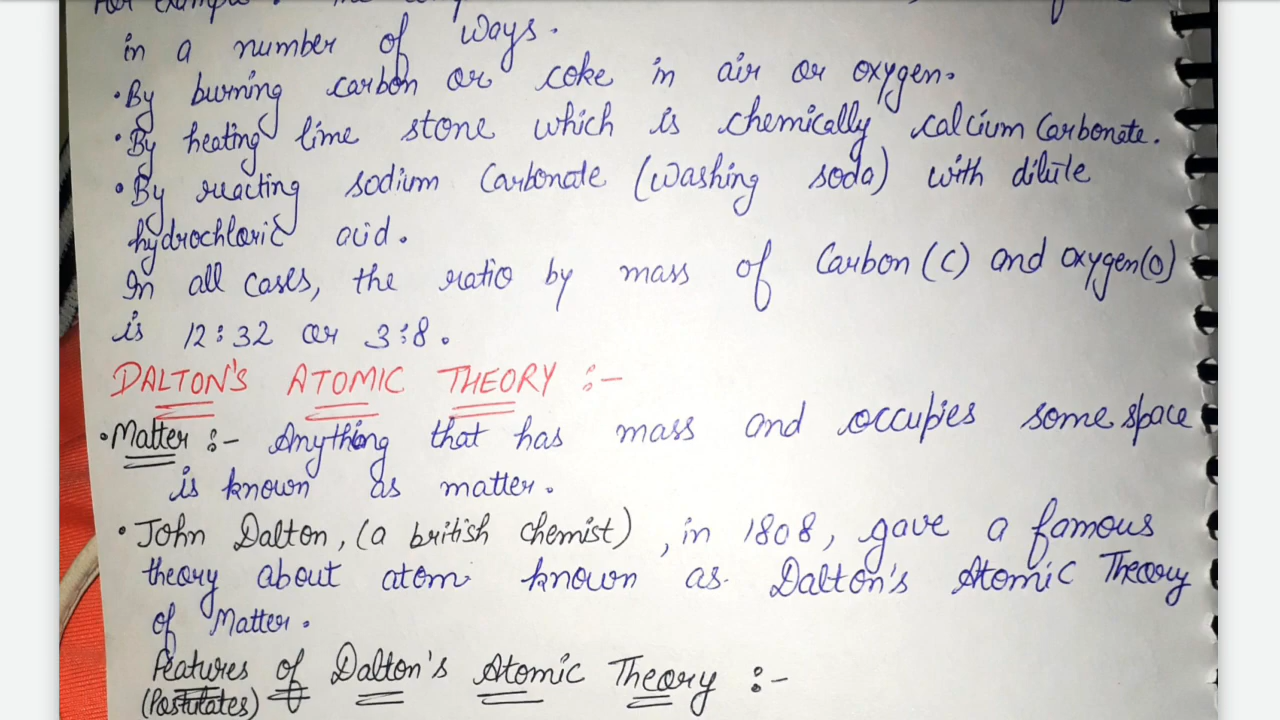 For example
in a number of ways.
•By burning carbon or coke in air or oxygen.
•By heating lime stone which is chemically calcium Carbonate.
•By reacting sodium Carbonate (washing soda) with dilute
hydrochloric acid.
In all cases, the ratio by mass of Carbon (C) and oxygen(O)
is 12:32 or 3:8.
DALTON'S ATOMIC THEORY :-
•Matter :- Anything that has mass and occupies some space
is known as matter.
•John Dalton, (a british chemist), in 1808, gave a famous
theory about atom known as Dalton's Atomic Theory
of Matter.
Features of Dalton's Atomic Theory :-
(Postulates)